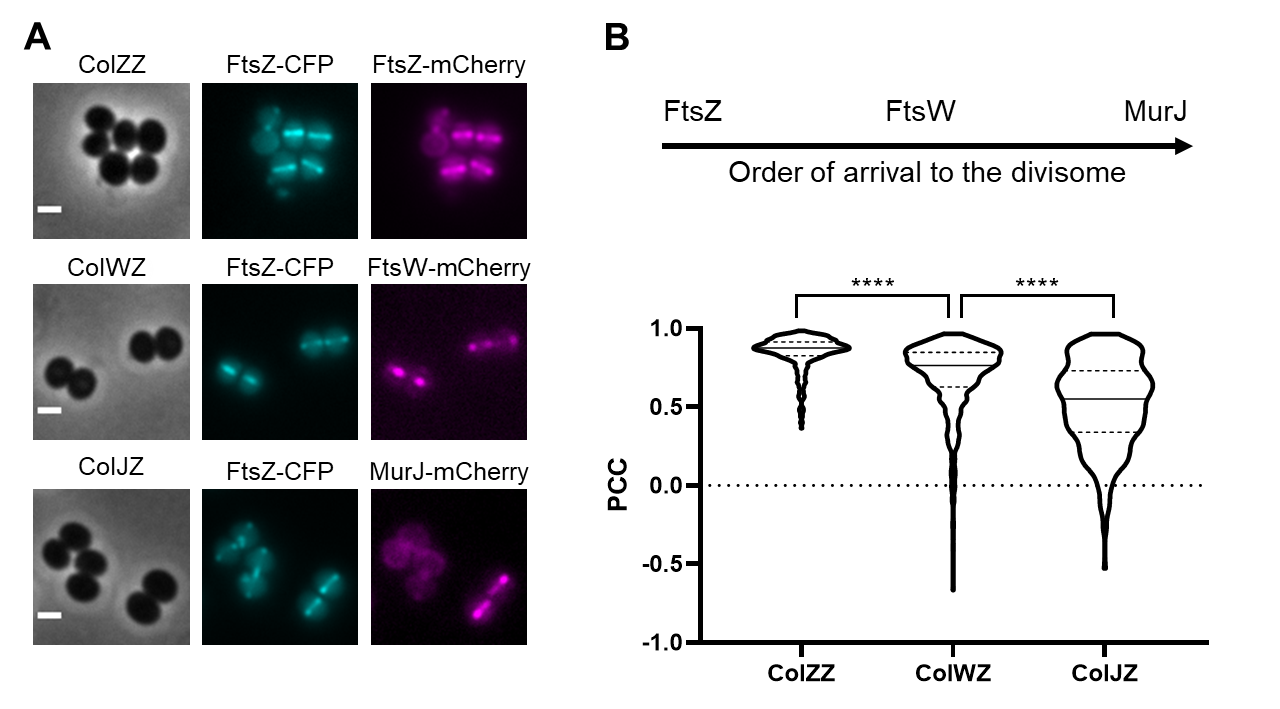 A
ColZZ FtsZ-CFP FtsZ-mCherry
ColWZ FtsZ-CFP FtsW-mCherry
ColJZ FtsZ-CFP MurJ-mCherry
B
FtsZ FtsW MurJ
Order of arrival to the divisome
**** ****
PCC
1.0
0.5
0.0
-0.5
-1.0
ColZZ ColWZ ColJZ